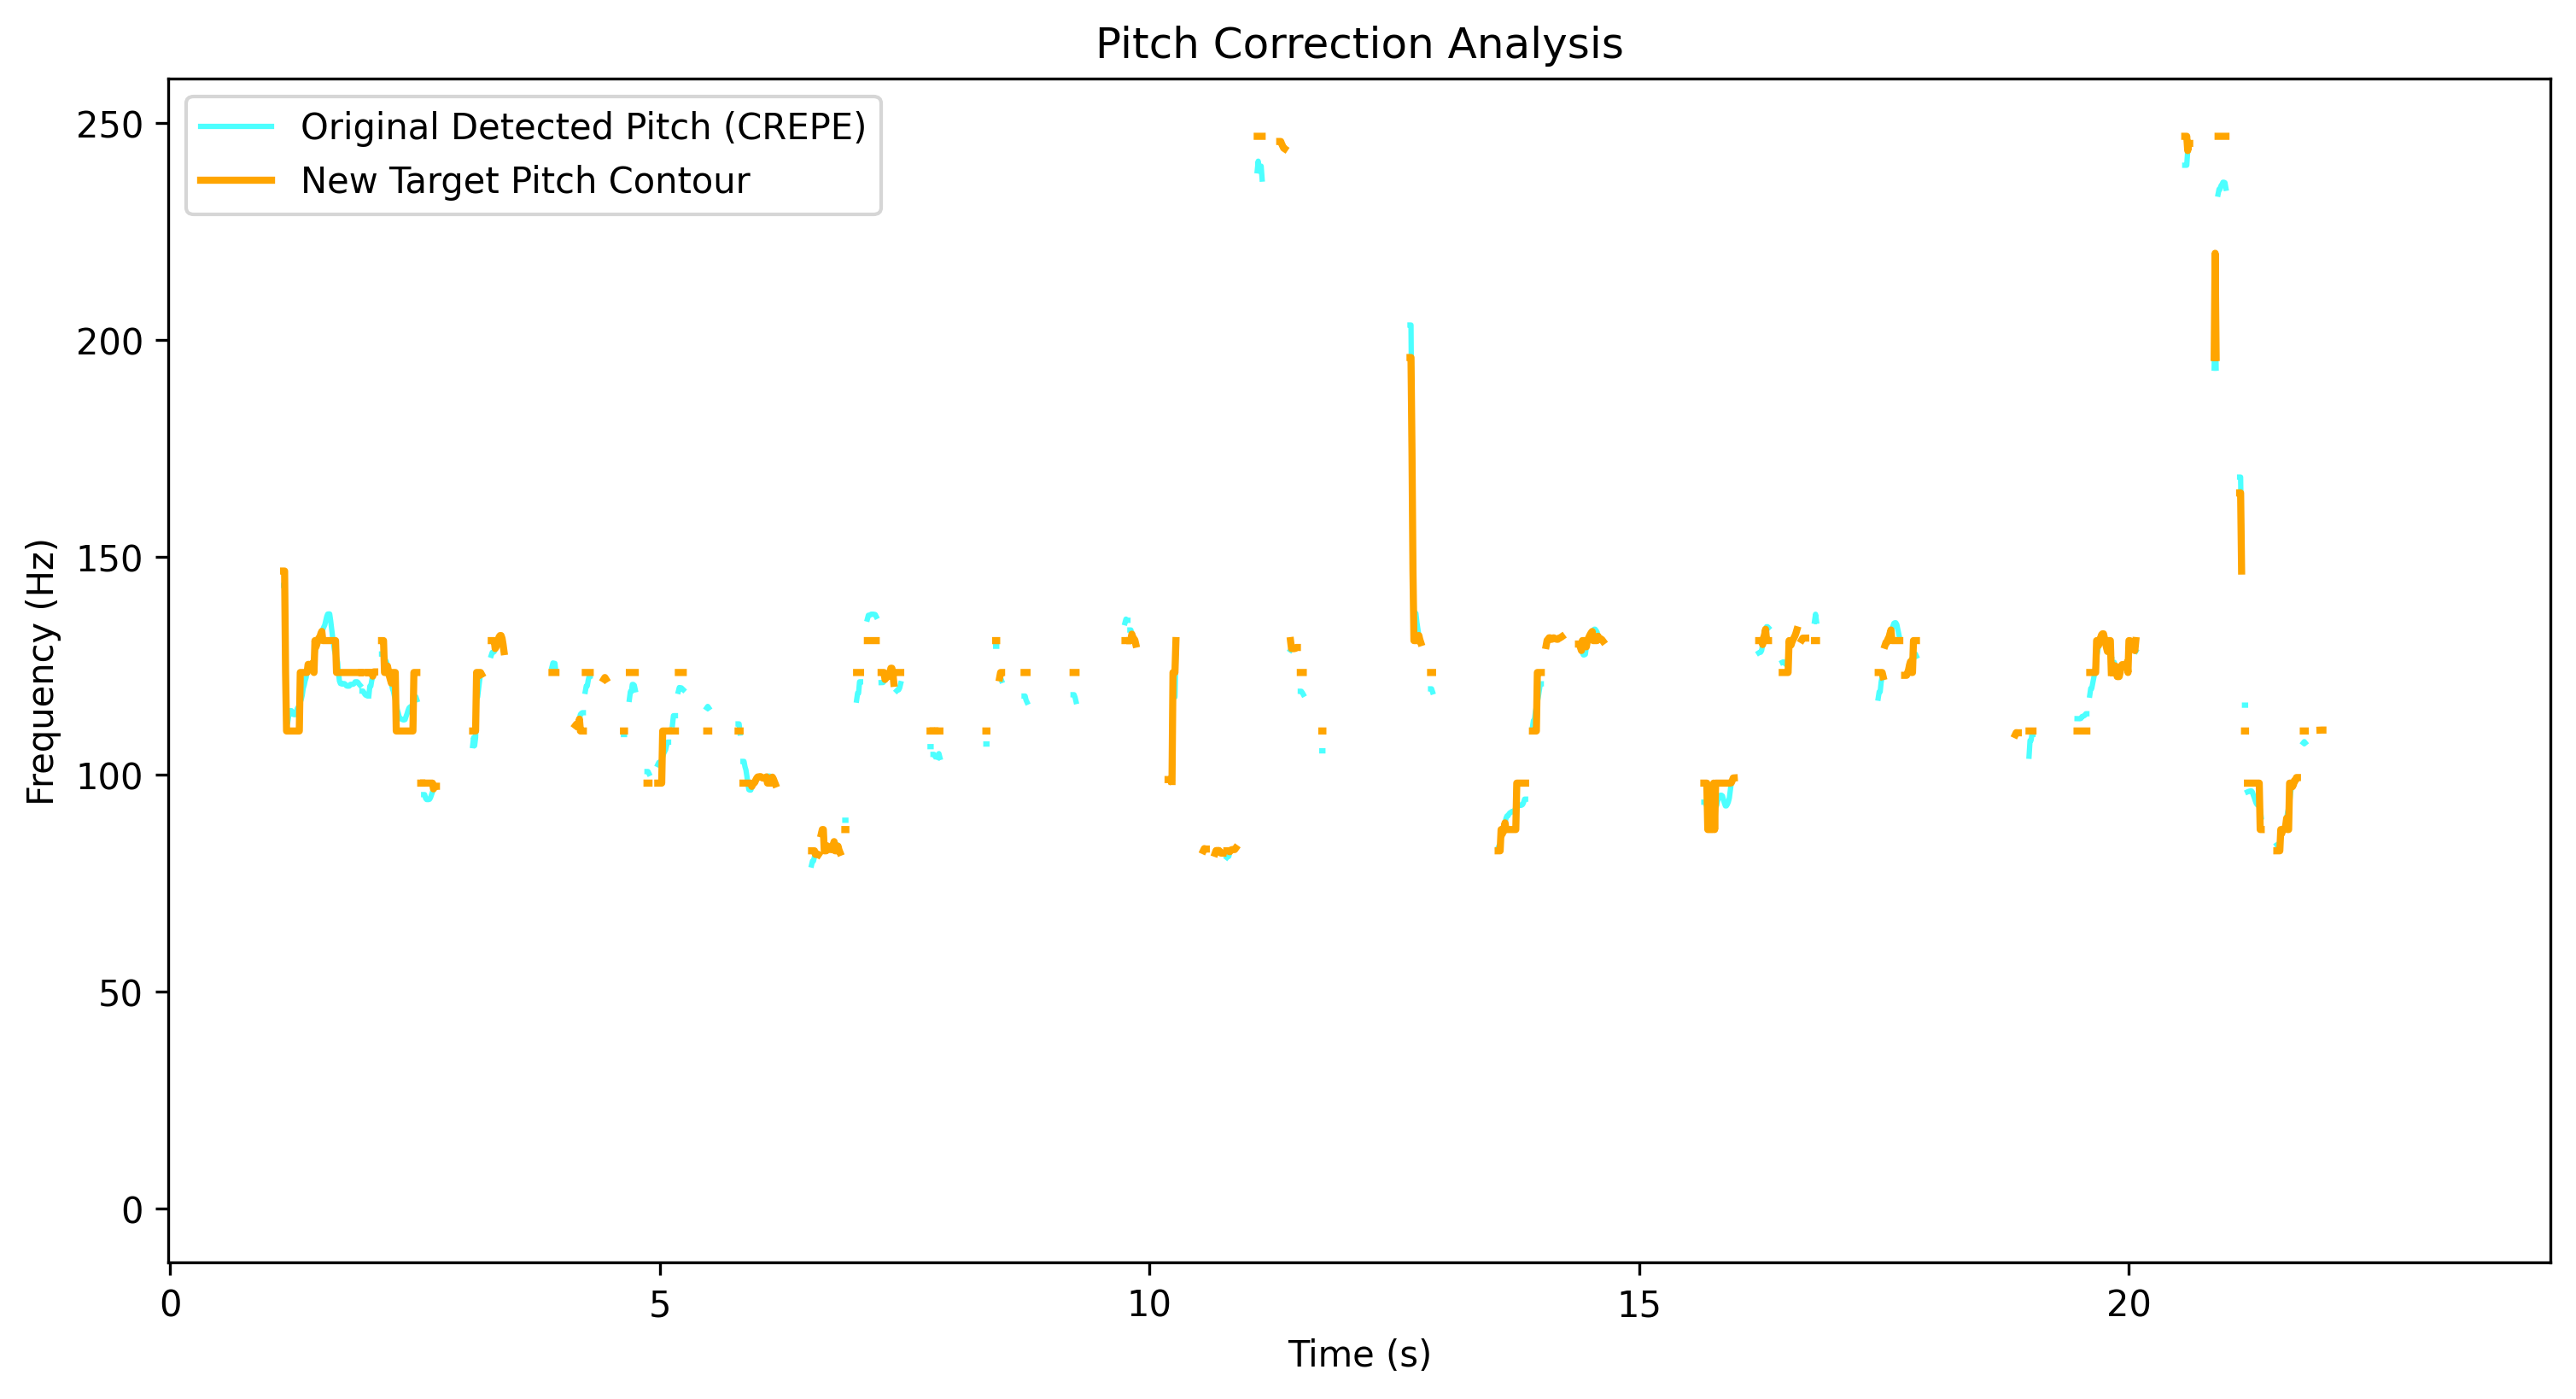 Pitch Correction Analysis
Original Detected Pitch (CREPE)
New Target Pitch Contour
Frequency (Hz)
250
200
150
100
50
0
0 5 10 15 20
Time (s)